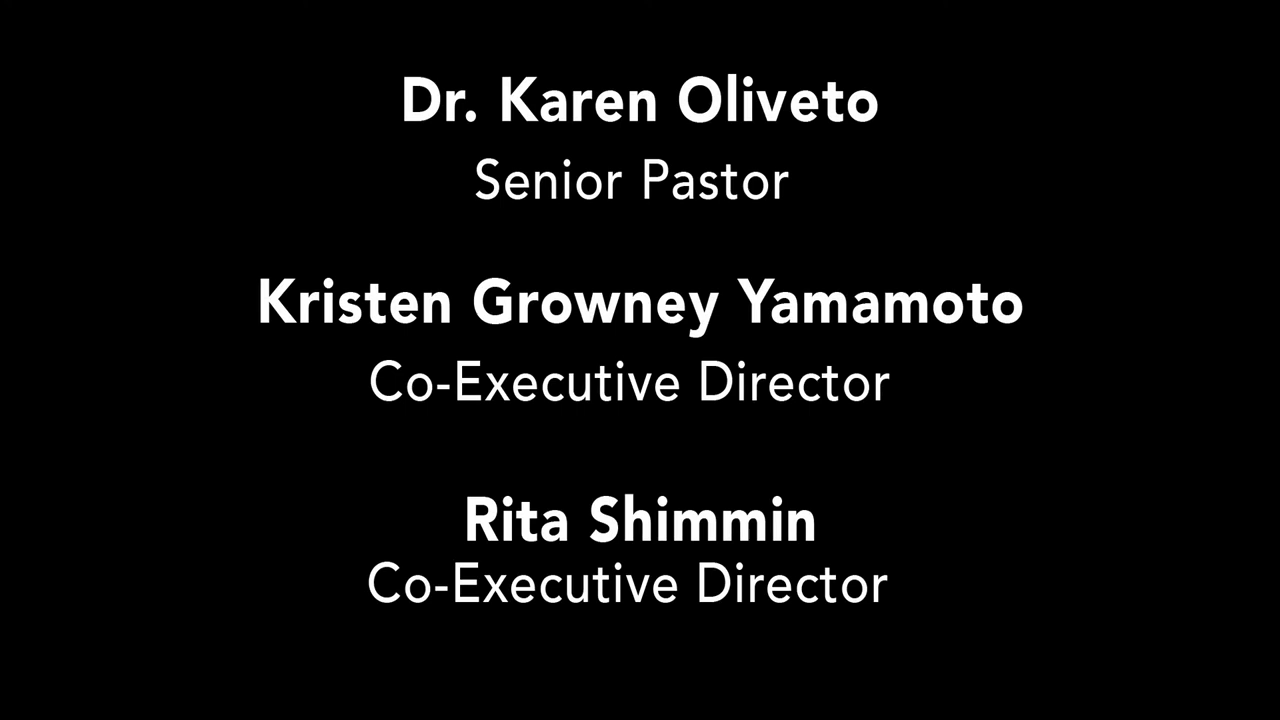 Dr. Karen Oliveto
Senior Pastor
Kristen Growney Yamamoto
Co-Executive Director
Rita Shimmin
Co-Executive Director